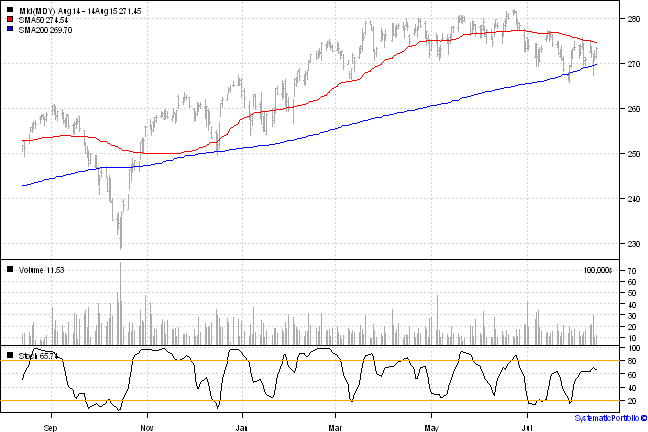 Mid(MDY) Aug14 - 14Aug15 271.45
SMA50 274.54
SMA200 269.70
280
270
260
250
240
230
Volume 11.53
100,000s
70
60
50
40
30
20
10
Stoch 65.71
100
80
60
40
20
Sep
Nov
Jan
Mar
May
Jul
SystematicPortfolio ©